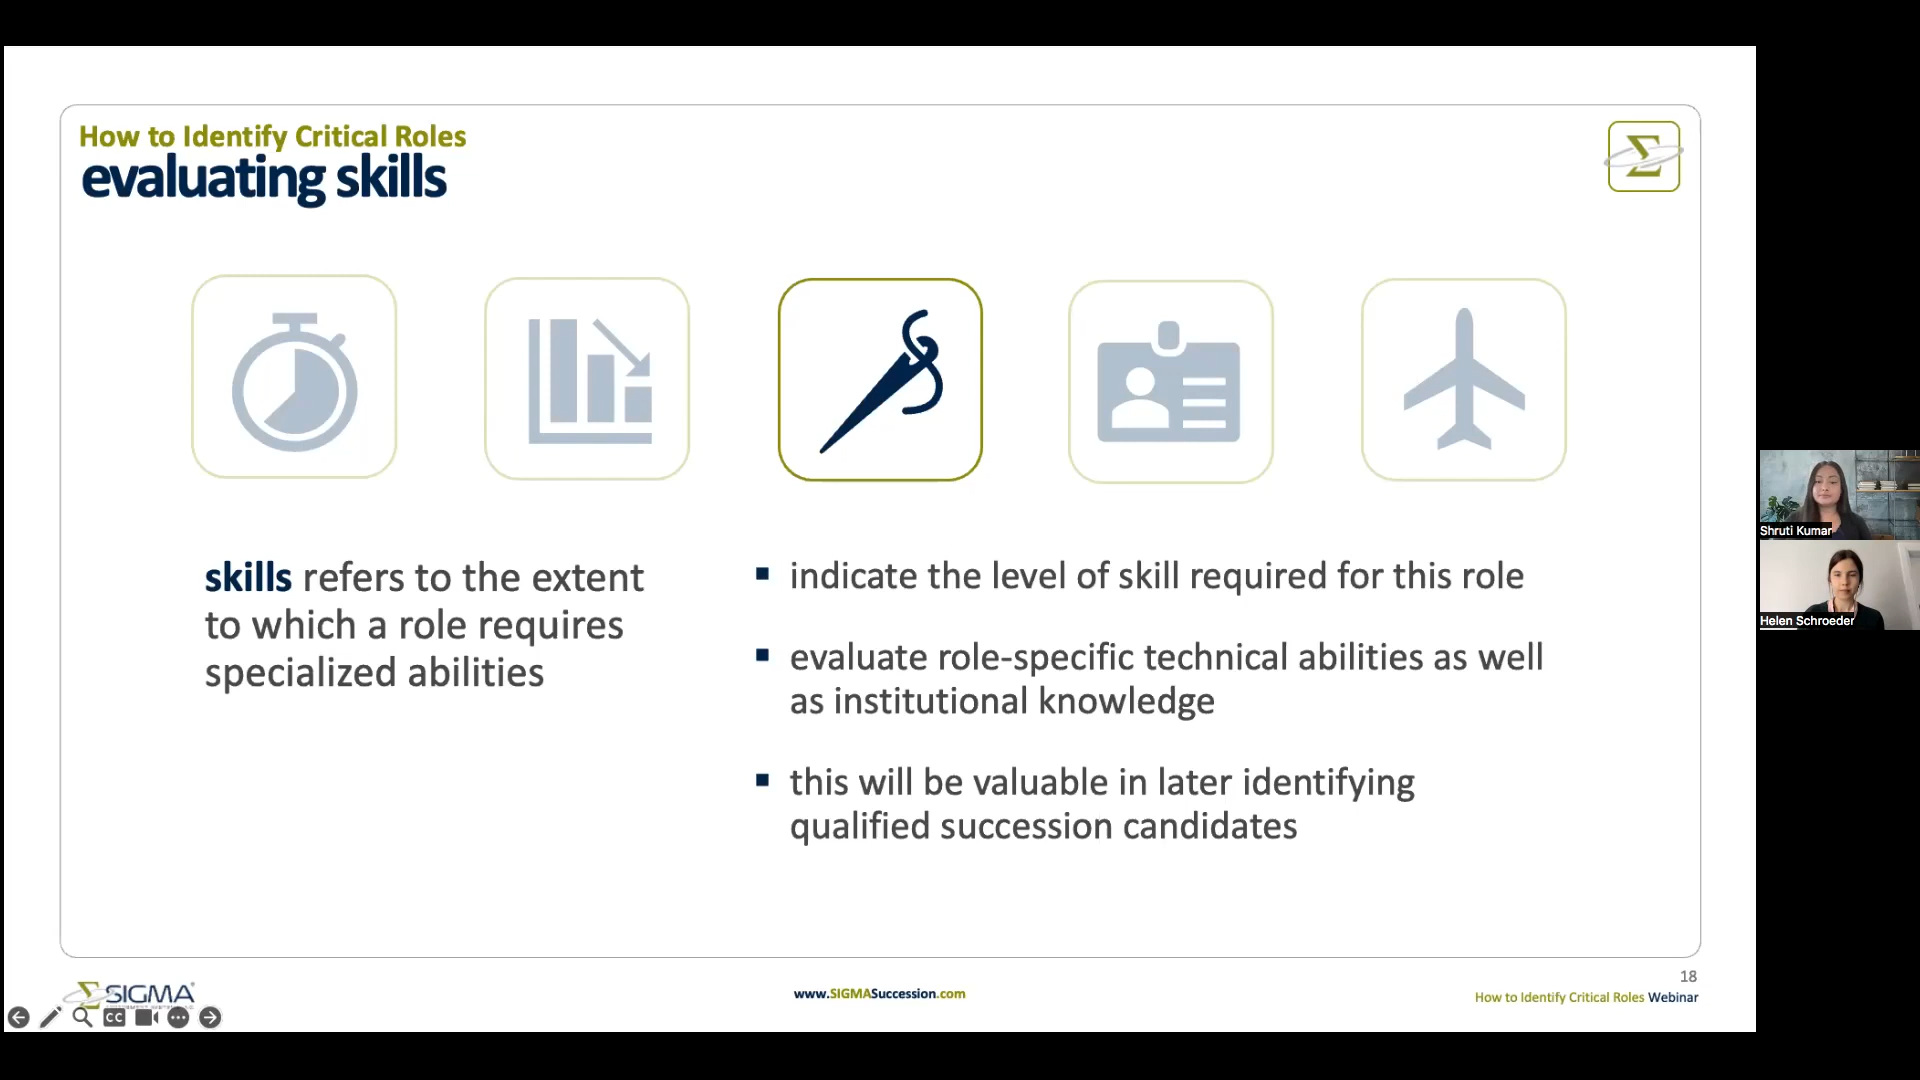 How to Identify Critical Roles
evaluating skills
skills refers to the extent
to which a role requires
specialized abilities
▪ indicate the level of skill required for this role
▪ evaluate role-specific technical abilities as well
as institutional knowledge
▪ this will be valuable in later identifying
qualified succession candidates
Shruti Kumar
Helen Schroeder
SIGMA
www.SIGMASuccession.com
18
How to Identify Critical Roles Webinar
CC